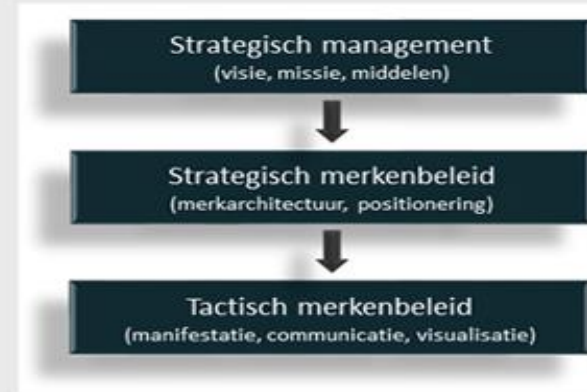 Strategisch management
(visie, missie, middelen)
Strategisch merkenbeleid
(merkarchitectuur, positionering)
Tactisch merkenbeleid
(manifestatie, communicatie, visualisatie)